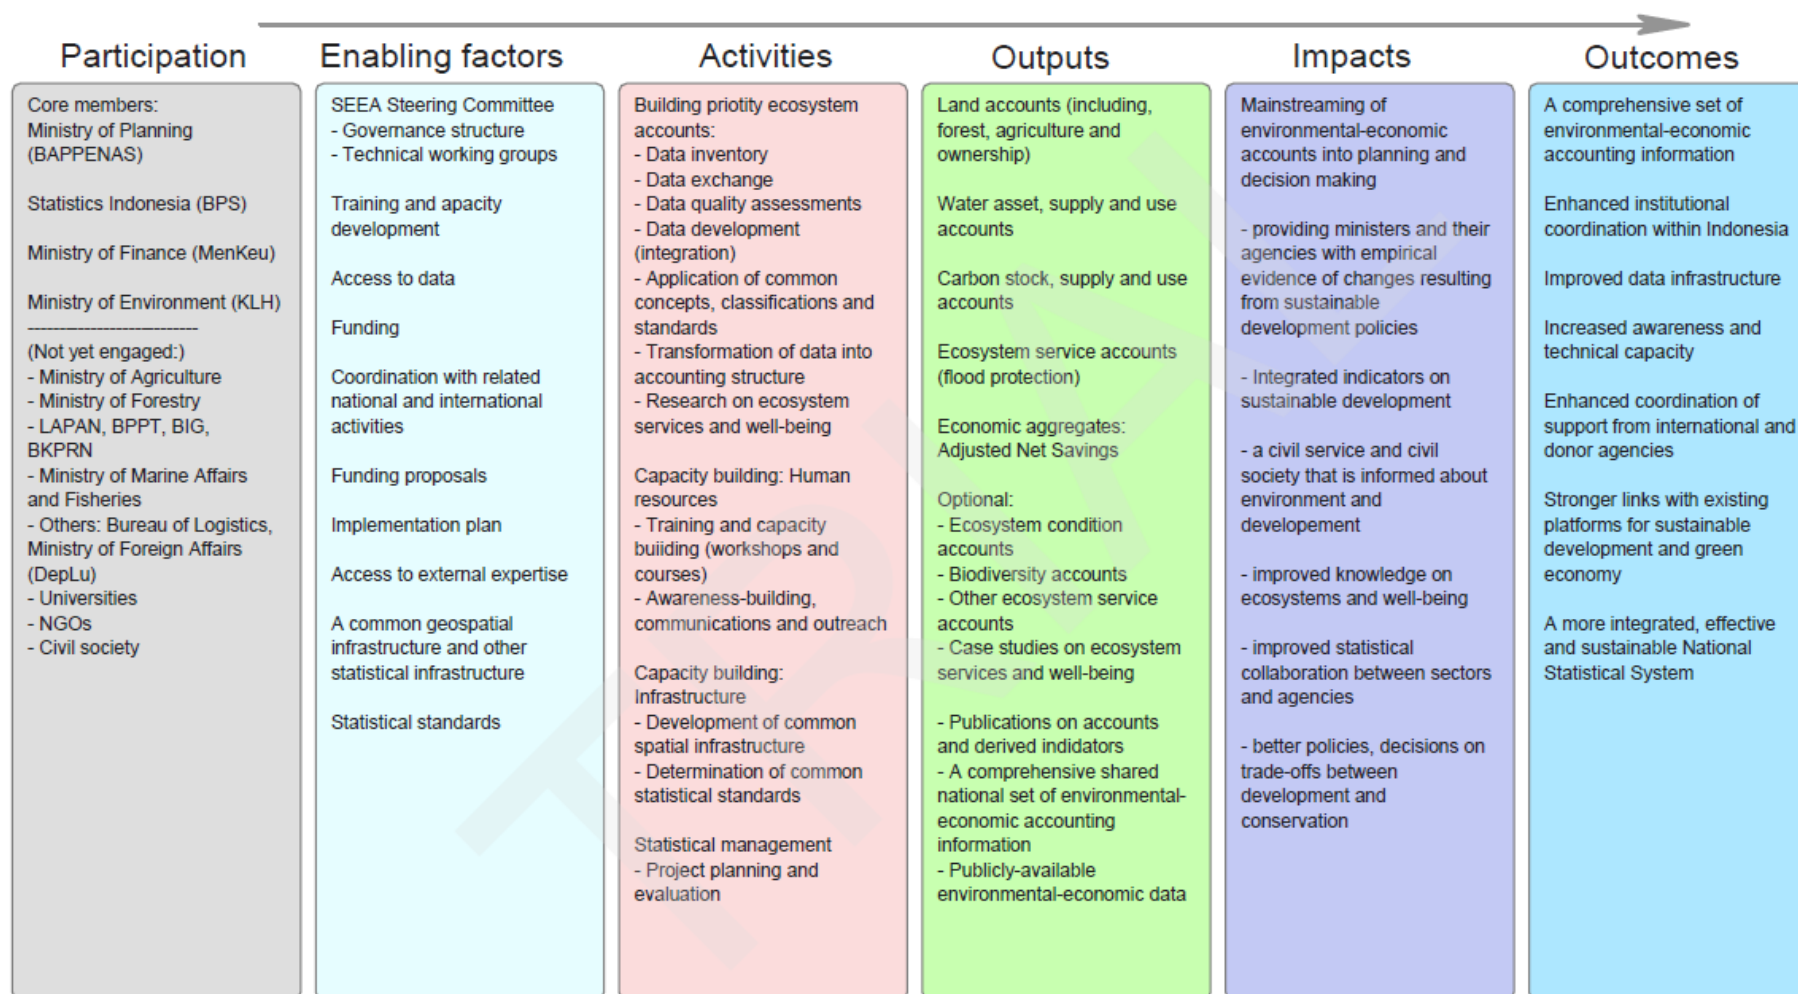 Participation
Core members:
Ministry of Planning
(BAPPENAS)
Statistics Indonesia (BPS)
Ministry of Finance (MenKeu)
Ministry of Environment (KLH)
---------------------------
(Not yet engaged:)
- Ministry of Agriculture
- Ministry of Forestry
- LAPAN, BPPT, BIG,
BKPRN
- Ministry of Marine Affairs
and Fisheries
- Others: Bureau of Logistics,
Ministry of Foreign Affairs
(DepLu)
- Universities
- NGOs
- Civil society
Enabling factors
SEEA Steering Committee
- Governance structure
- Technical working groups
Training and apacity
development
Access to data
Funding
Coordination with related
national and international
activities
Funding proposals
Implementation plan
Access to external expertise
A common geospatial
infrastructure and other
statistical infrastructure
Statistical standards
Activities
Building priotity ecosystem
accounts:
- Data inventory
- Data exchange
- Data quality assessments
- Data development
(integration)
- Application of common
concepts, classifications and
standards
- Transformation of data into
accounting structure
- Research on ecosystem
services and well-being
Capacity building: Human
resources
- Training and capacity
buiiding (workshops and
courses)
- Awareness-building,
communications and outreach
Capacity building:
Infrastructure
- Development of common
spatial infrastructure
- Determination of common
statistical standards
Statistical management
- Project planning and
evaluation
Outputs
Land accounts (including,
forest, agriculture and
ownership)
Water asset, supply and use
accounts
Carbon stock, supply and use
accounts
Ecosystem service accounts
(flood protection)
Economic aggregates:
Adjusted Net Savings
Optional:
- Ecosystem condition
accounts
- Biodiversity accounts
- Other ecosystem service
accounts
- Case studies on ecosystem
services and well-being
- Publications on accounts
and derived indidators
- A comprehensive shared
national set of environmental-
economic accounting
information
- Publicly-available
environmental-economic data
Impacts
Mainstreaming of
environmental-economic
accounts into planning and
decision making
- providing ministers and their
agencies with empirical
evidence of changes resulting
from sustainable
development policies
- Integrated indicators on
sustainable development
- a civil service and civil
society that is informed about
environment and
developement
- improved knowledge on
ecosystems and well-being
- improved statistical
collaboration between sectors
and agencies
- better policies, decisions on
trade-offs between
development and
conservation
Outcomes
A comprehensive set of
environmental-economic
accounting information
Enhanced institutional
coordination within Indonesia
Improved data infrastructure
Increased awareness and
technical capacity
Enhanced coordination of
support from international and
donor agencies
Stronger links with existing
platforms for sustainable
development and green
economy
A more integrated, effective
and sustainable National
Statistical System
TRIAL